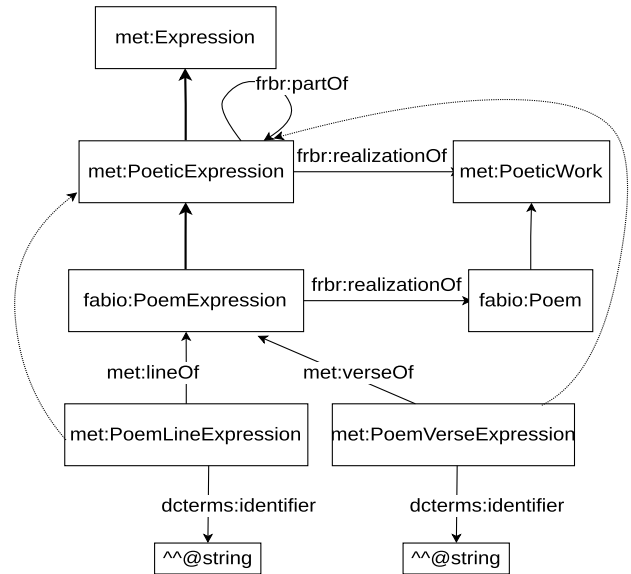 met:Expression
frbr:partOf
met:PoeticExpression
frbr:realizationOf
met:PoeticWork
fabio:PoemExpression
frbr:realizationOf
fabio:Poem
met:lineOf
met:verseOf
met:PoemLineExpression
met:PoemVerseExpression
dcterms:identifier
dcterms:identifier
^^@string
^^@string